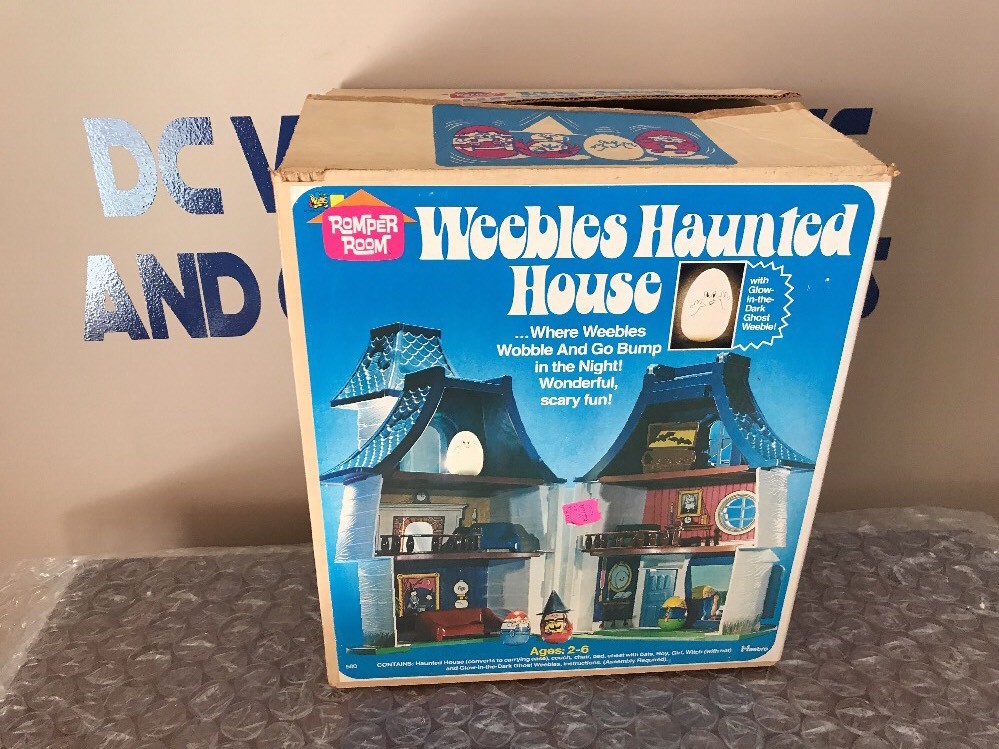 DC
AND
ROMPER
ROOM
Weebles Haunted
House
with
Glow-
in-the-
Dark
Ghost
Weeble!
...Where Weebles
Wobble And Go Bump
in the Night!
Wonderful,
scary fun!
Ages: 2-6
580
CONTAINS: Haunted House (converts to carrying case), couch, chair, bed, chest with bats, Boy, Girl, Witch (with hat)
and Glow-in-the-Dark Ghost Weebles, instructions. (Assembly Required).
Hasbro